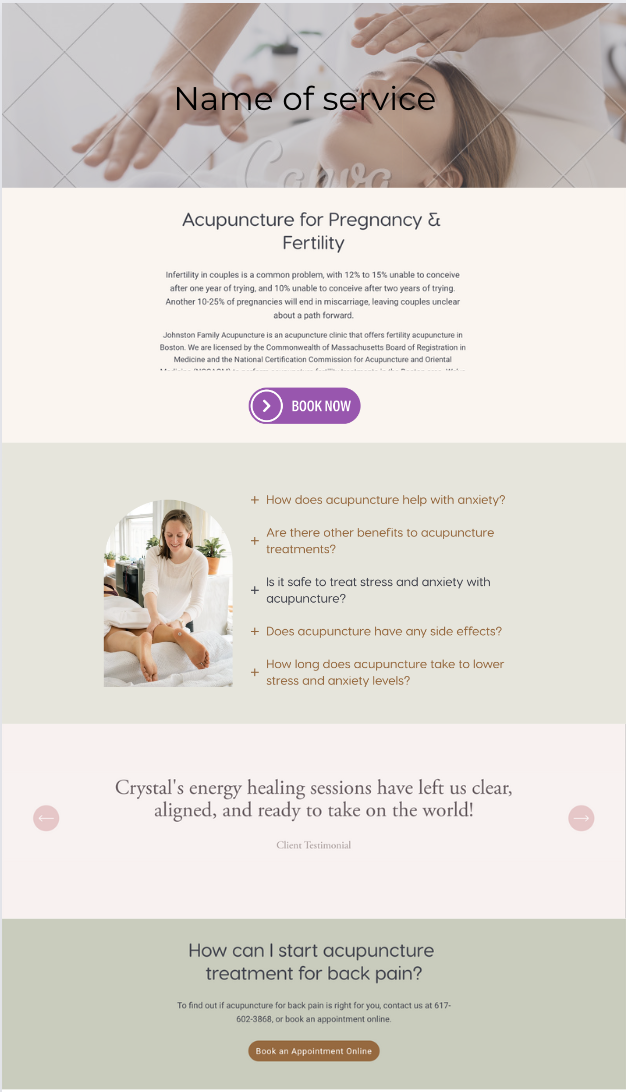 Name of service
Canva
Acupuncture for Pregnancy &
Fertility
Infertility in couples is a common problem, with 12% to 15% unable to conceive
after one year of trying, and 10% unable to conceive after two years of trying.
Another 10-25% of pregnancies will end in miscarriage, leaving couples unclear
about a path forward.
Johnston Family Acupuncture is an acupuncture clinic that offers fertility acupuncture in
Boston. We are licensed by the Commonwealth of Massachusetts Board of Registration in
Medicine and the National Certification Commission for Acupuncture and Oriental
BOOK NOW
+ How does acupuncture help with anxiety?
+ Are there other benefits to acupuncture
treatments?
+ Is it safe to treat stress and anxiety with
acupuncture?
+ Does acupuncture have any side effects?
+ How long does acupuncture take to lower
stress and anxiety levels?
Crystal's energy healing sessions have left us clear,
aligned, and ready to take on the world!
Client Testimonial
How can I start acupuncture
treatment for back pain?
To find out if acupuncture for back pain is right for you, contact us at 617-
602-3868, or book an appointment online.
Book an Appointment Online